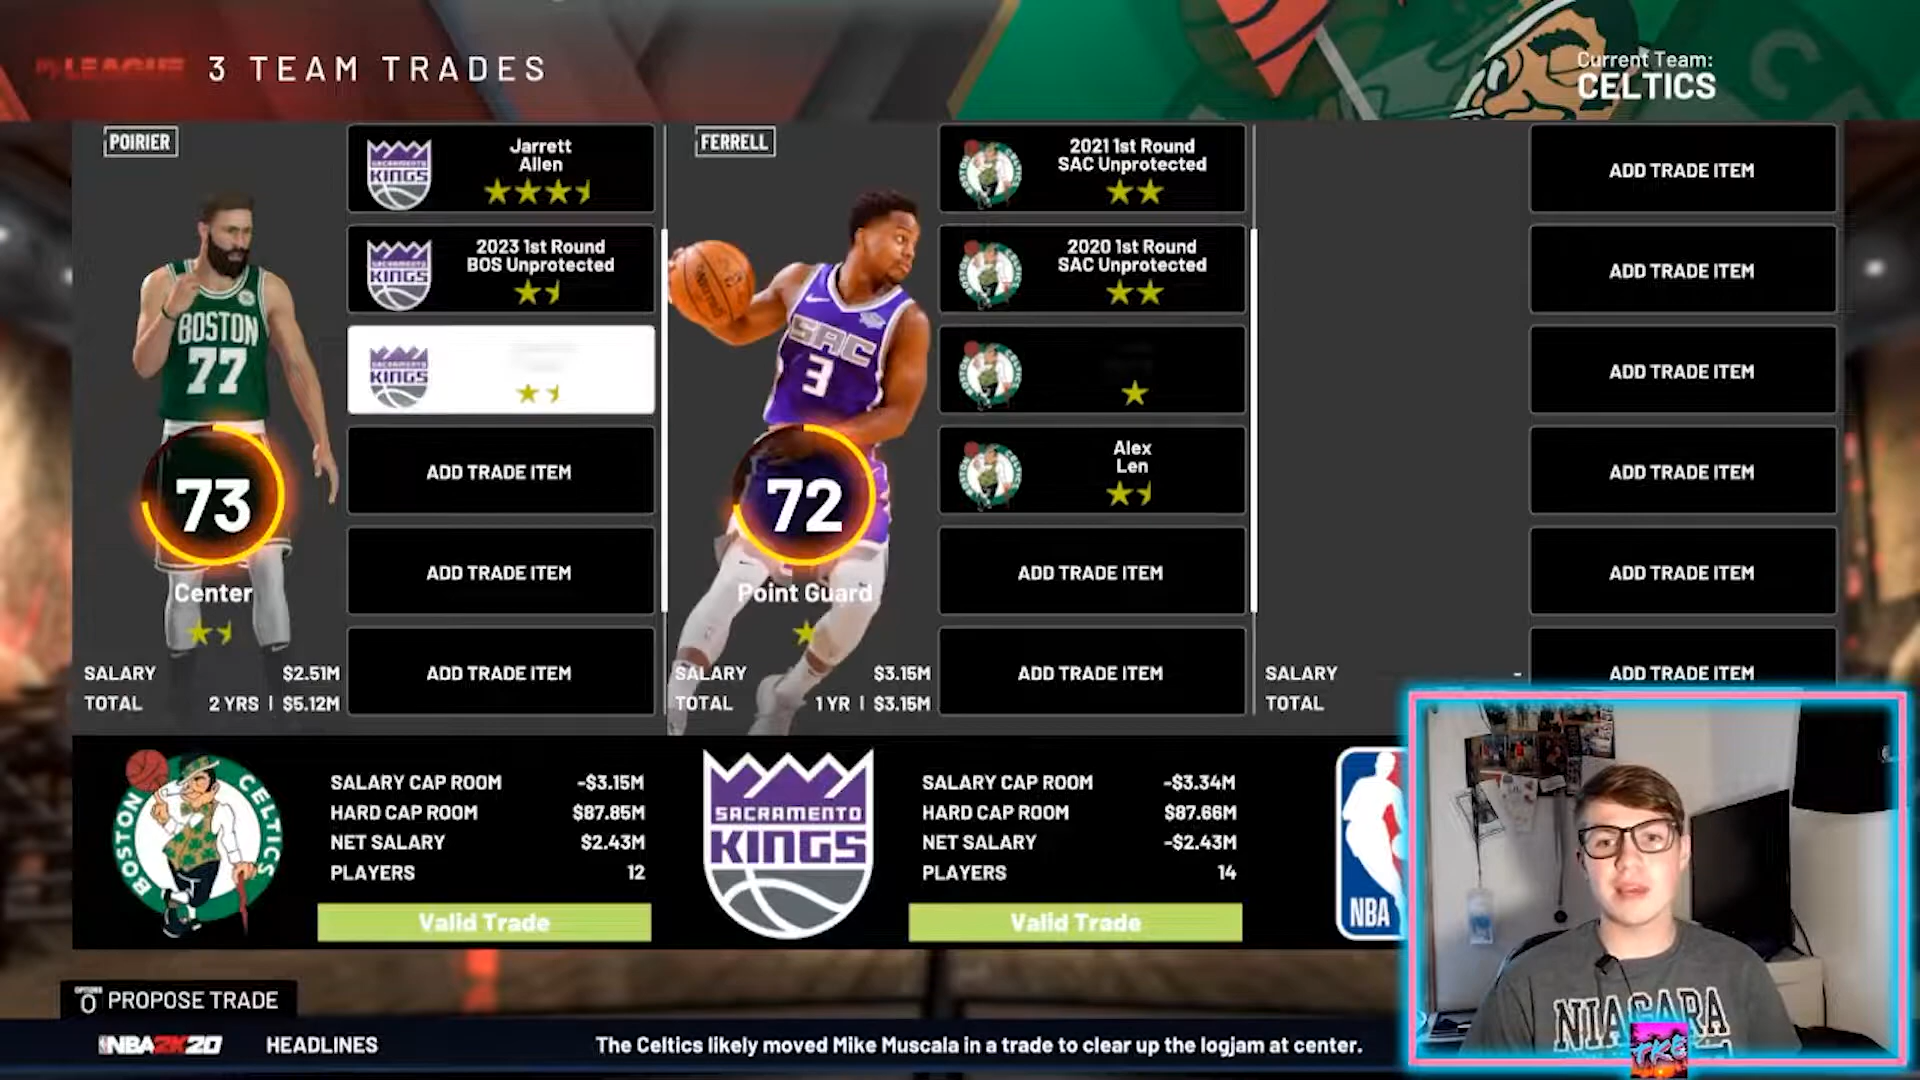 MyLEAGUE 3 TEAM TRADES
Current Team:
CELTICS
POIRIER
Jarrett
Allen
2023 1st Round
BOS Unprotected
ADD TRADE ITEM
ADD TRADE ITEM
ADD TRADE ITEM
BOSTON
77
73
Center
SALARY $2.51M
TOTAL 2 YRS | $5.12M
FERRELL
2021 1st Round
SAC Unprotected
2020 1st Round
SAC Unprotected
Alex
Len
ADD TRADE ITEM
ADD TRADE ITEM
SAC
3
72
Point Guard
SALARY $3.15M
TOTAL 1 YR | $3.15M
ADD TRADE ITEM
ADD TRADE ITEM
ADD TRADE ITEM
ADD TRADE ITEM
ADD TRADE ITEM
ADD TRADE ITEM
SALARY -
TOTAL
BOSTON CELTICS
SALARY CAP ROOM -$3.15M
HARD CAP ROOM $87.85M
NET SALARY $2.43M
PLAYERS 12
Valid Trade
SACRAMENTO
KINGS
SALARY CAP ROOM -$3.34M
HARD CAP ROOM $87.66M
NET SALARY -$2.43M
PLAYERS 14
Valid Trade
NBA
NIAGARA
TKE
OPTIONS
PROPOSE TRADE
NBA2K20 HEADLINES The Celtics likely moved Mike Muscala in a trade to clear up the logjam at center.